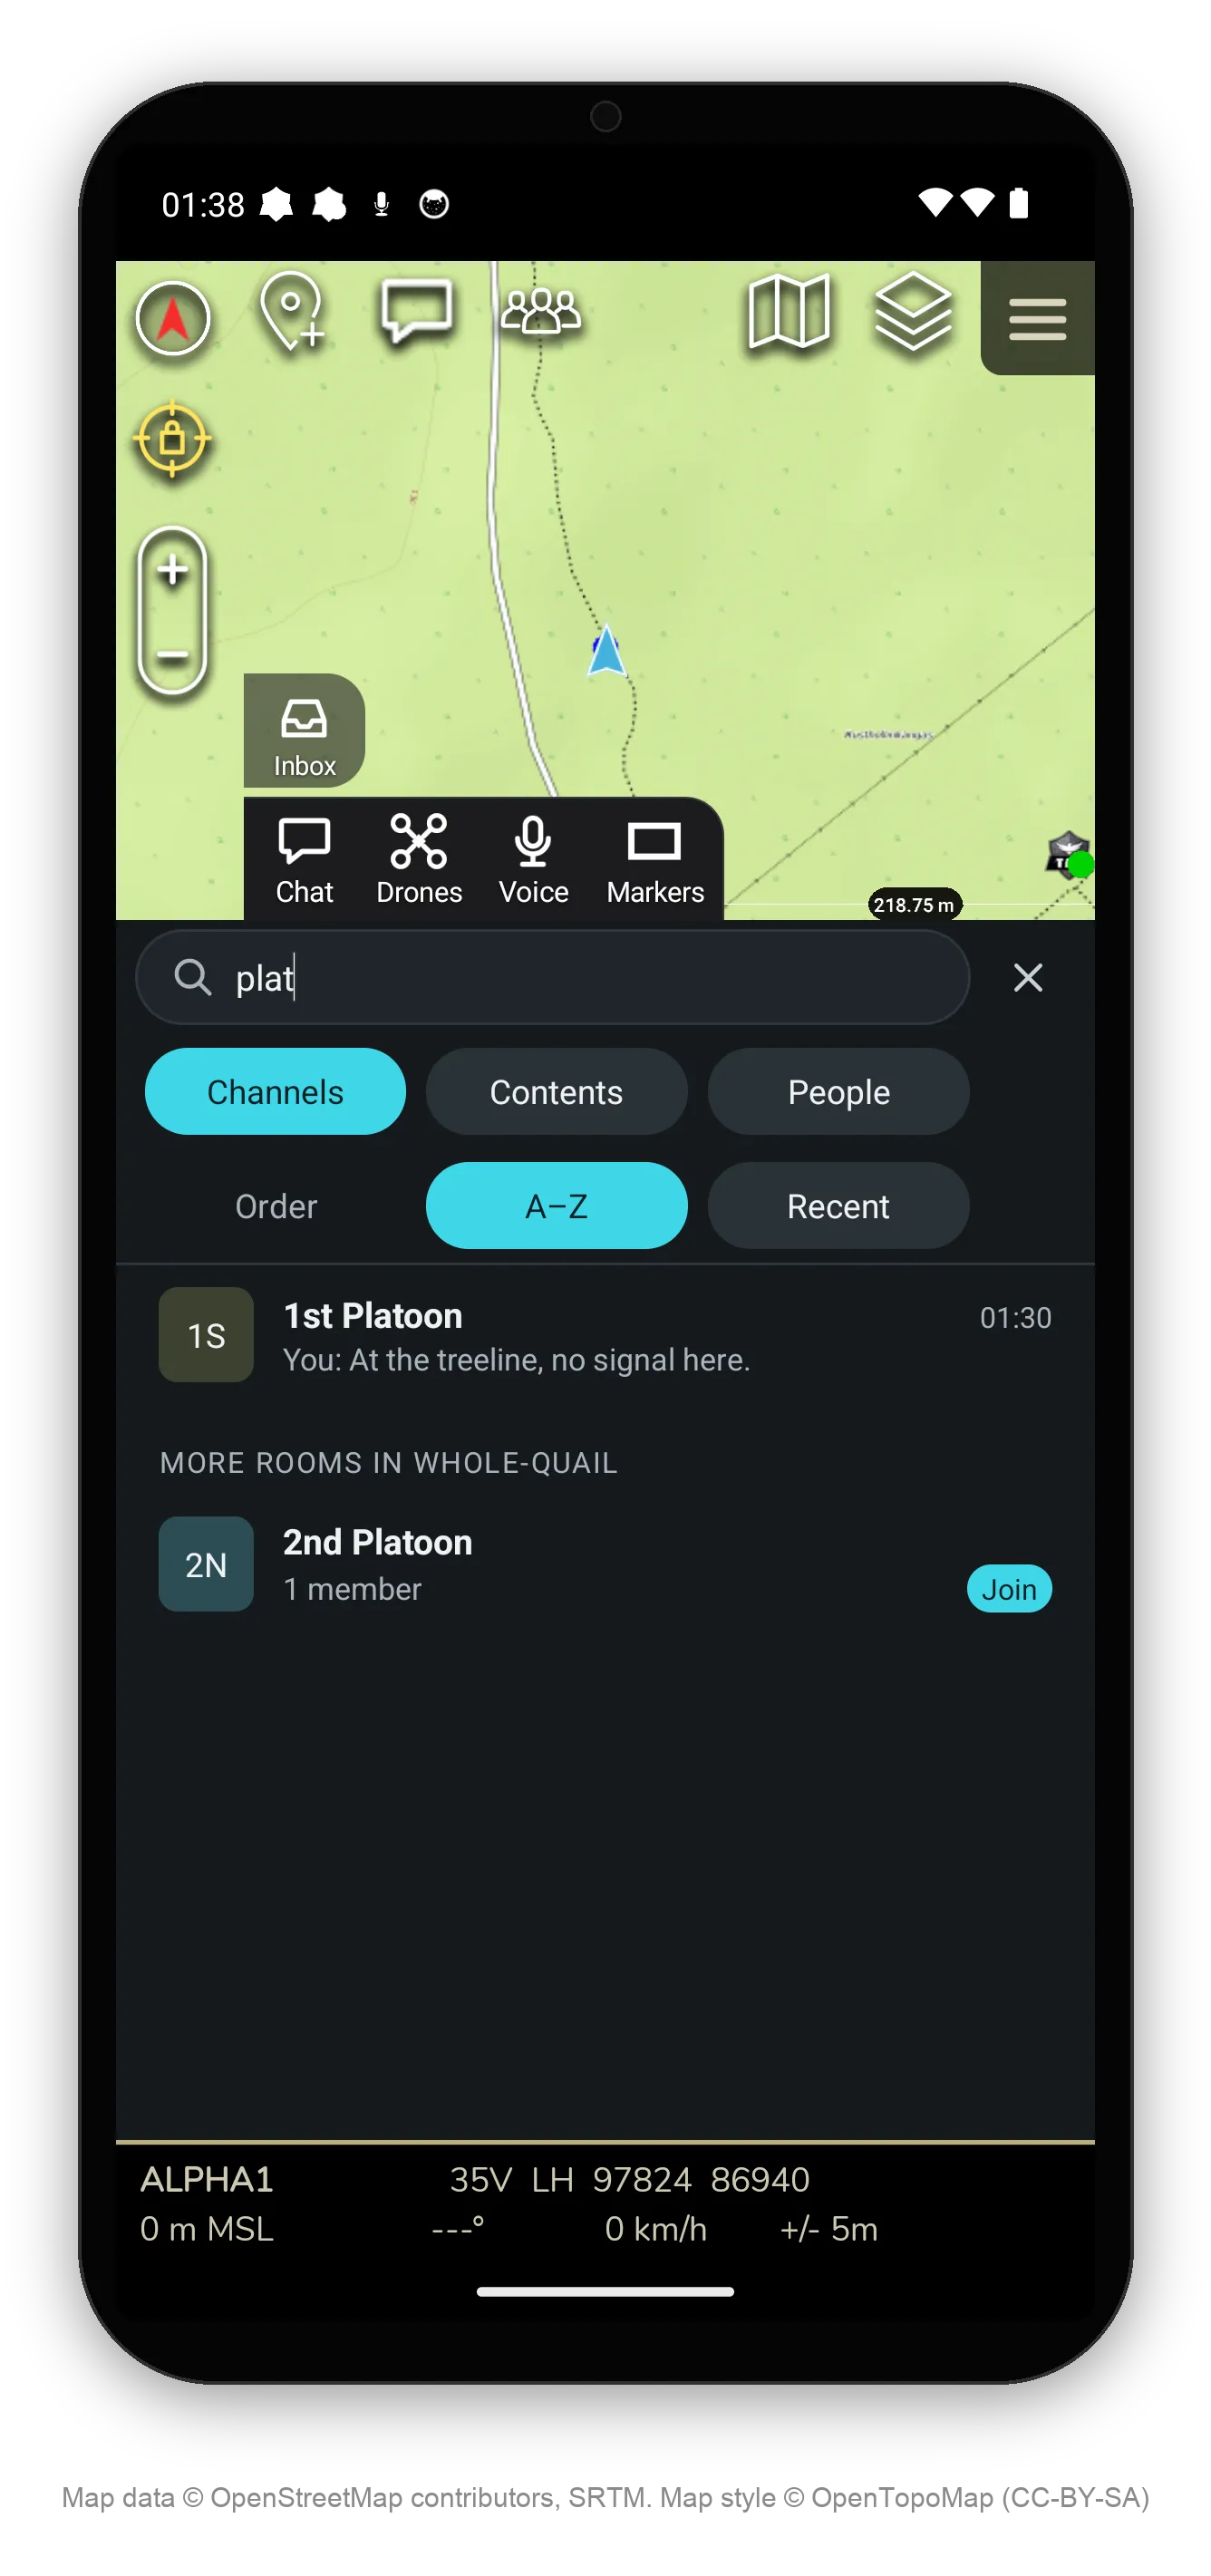 01:38
Inbox
Chat Drones Voice Markers
218.75 m
plat
Channels Contents People
Order A–Z Recent
1S 1st Platoon 01:30
You: At the treeline, no signal here.
MORE ROOMS IN WHOLE-QUAIL
2N 2nd Platoon
1 member Join
ALPHA1 35V LH 97824 86940
0 m MSL ---° 0 km/h +/- 5m
Map data © OpenStreetMap contributors, SRTM. Map style © OpenTopoMap (CC-BY-SA)